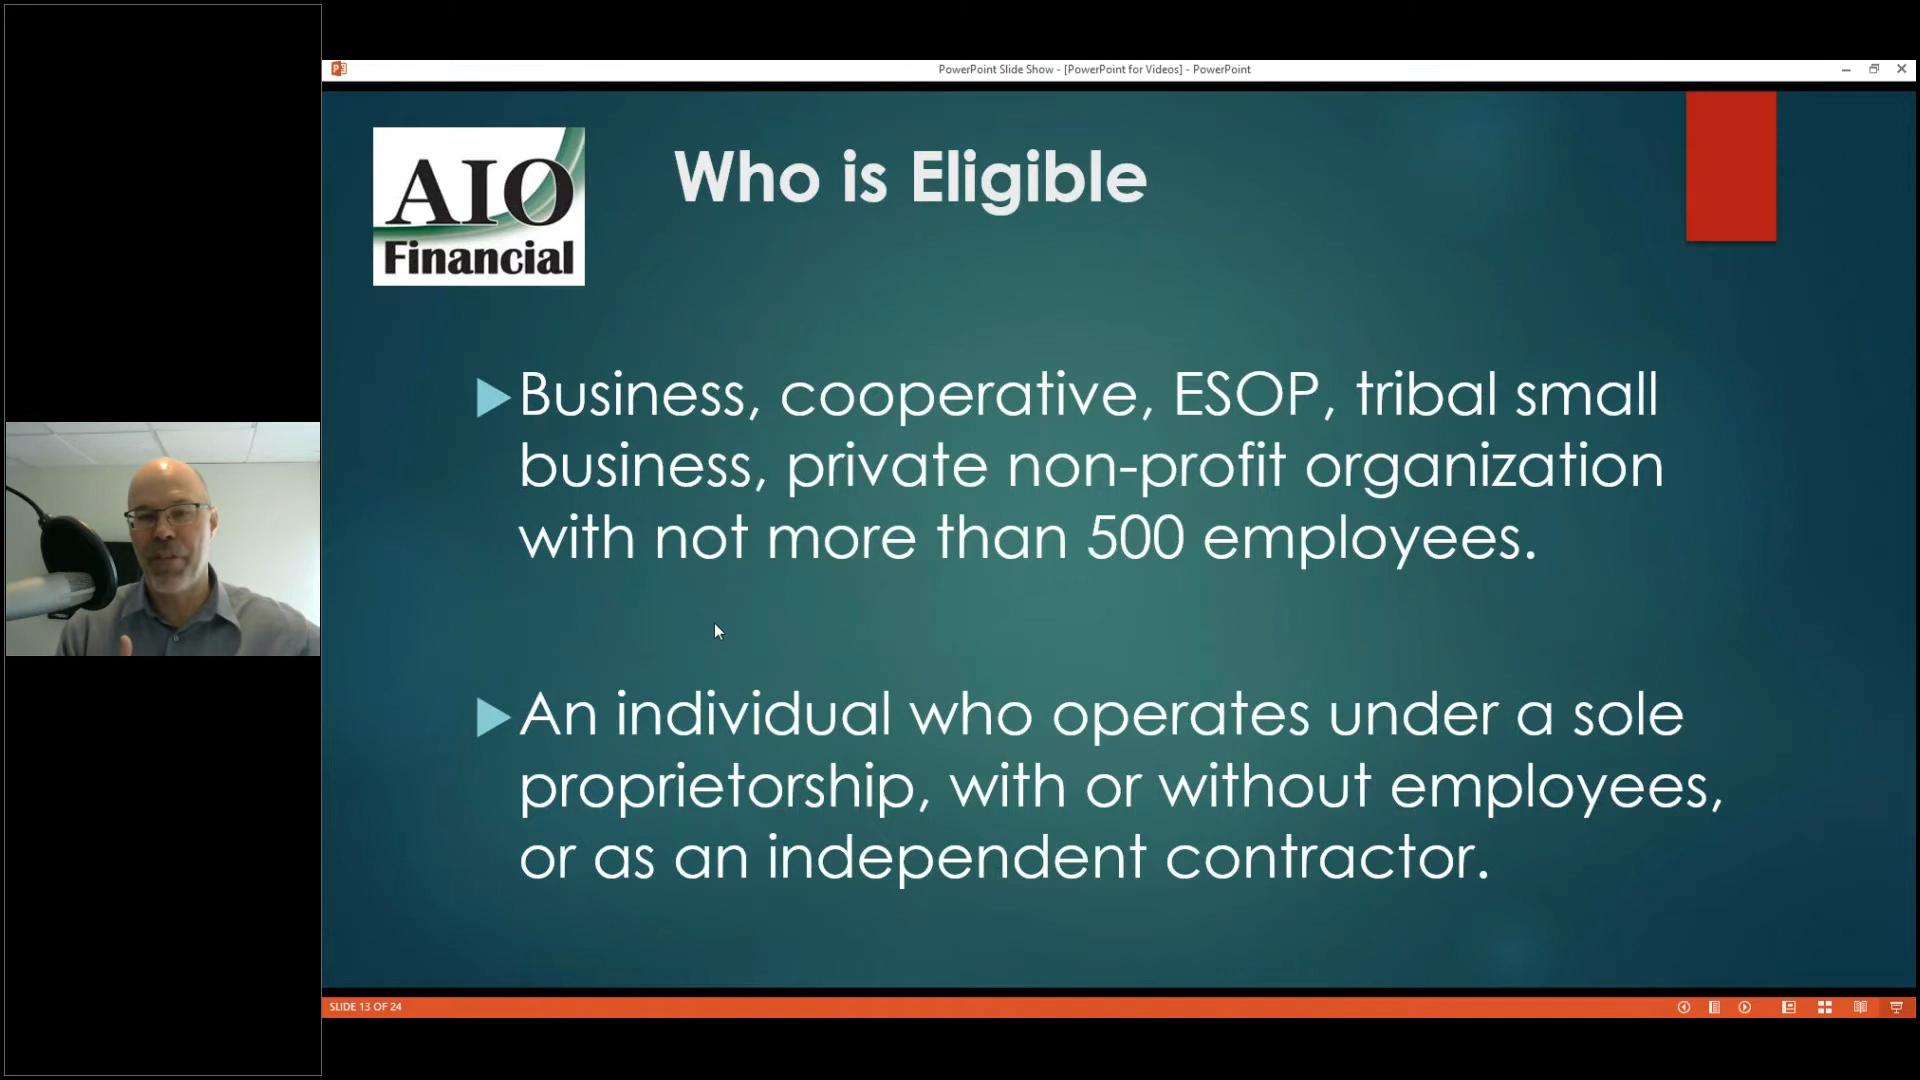 PowerPoint Slide Show - [PowerPoint for Videos] - PowerPoint
AIO
Financial
Who is Eligible
Business, cooperative, ESOP, tribal small
business, private non-profit organization
with not more than 500 employees.
An individual who operates under a sole
proprietorship, with or without employees,
or as an independent contractor.
SLIDE 13 OF 24